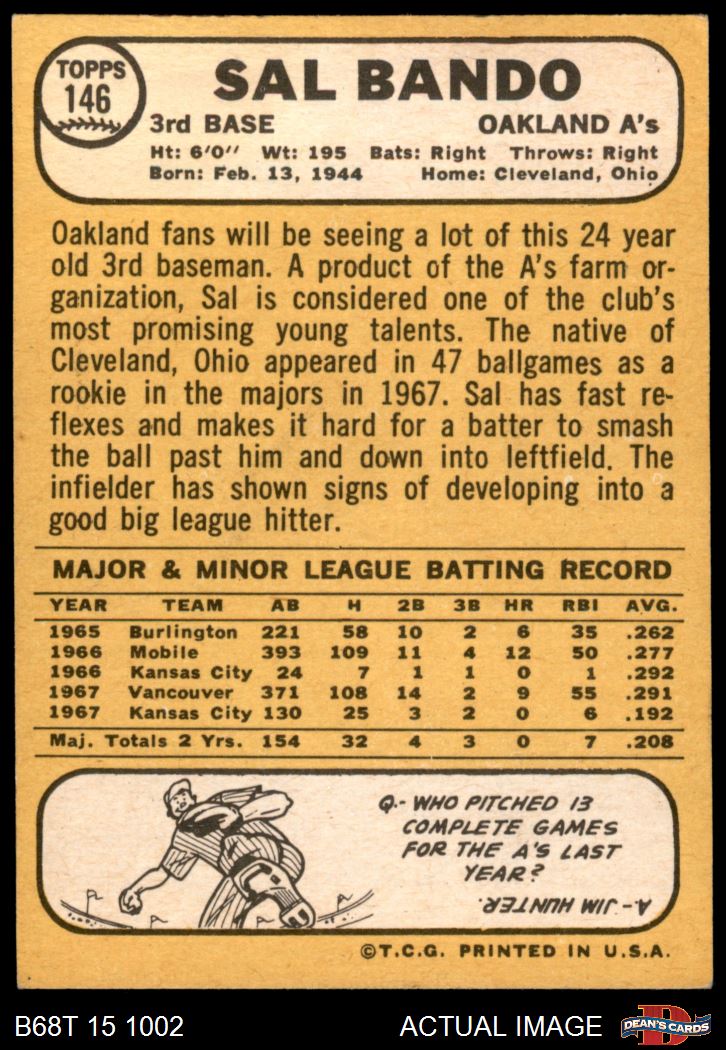 TOPPS
146
SAL BANDO
3rd BASE OAKLAND A's
Ht: 6'0" Wt: 195 Bats: Right Throws: Right
Born: Feb. 13, 1944 Home: Cleveland, Ohio
Oakland fans will be seeing a lot of this 24 year
old 3rd baseman. A product of the A's farm or-
ganization, Sal is considered one of the club's
most promising young talents. The native of
Cleveland, Ohio appeared in 47 ballgames as a
rookie in the majors in 1967. Sal has fast re-
flexes and makes it hard for a batter to smash
the ball past him and down into leftfield. The
infielder has shown signs of developing into a
good big league hitter.
MAJOR & MINOR LEAGUE BATTING RECORD
YEAR TEAM AB H 2B 3B HR RBI AVG.
1965 Burlington 221 58 10 2 6 35 .262
1966 Mobile 393 109 11 4 12 50 .277
1966 Kansas City 24 7 1 1 0 1 .292
1967 Vancouver 371 108 14 2 9 55 .291
1967 Kansas City 130 25 3 2 0 6 .192
Maj. Totals 2 Yrs. 154 32 4 3 0 7 .208
Q.- WHO PITCHED 13
COMPLETE GAMES
FOR THE A'S LAST
YEAR?
A.- JIM HUNTER.
©T.C.G. PRINTED IN U.S.A.
B68T 15 1002 ACTUAL IMAGE
D
DEAN'S CARDS